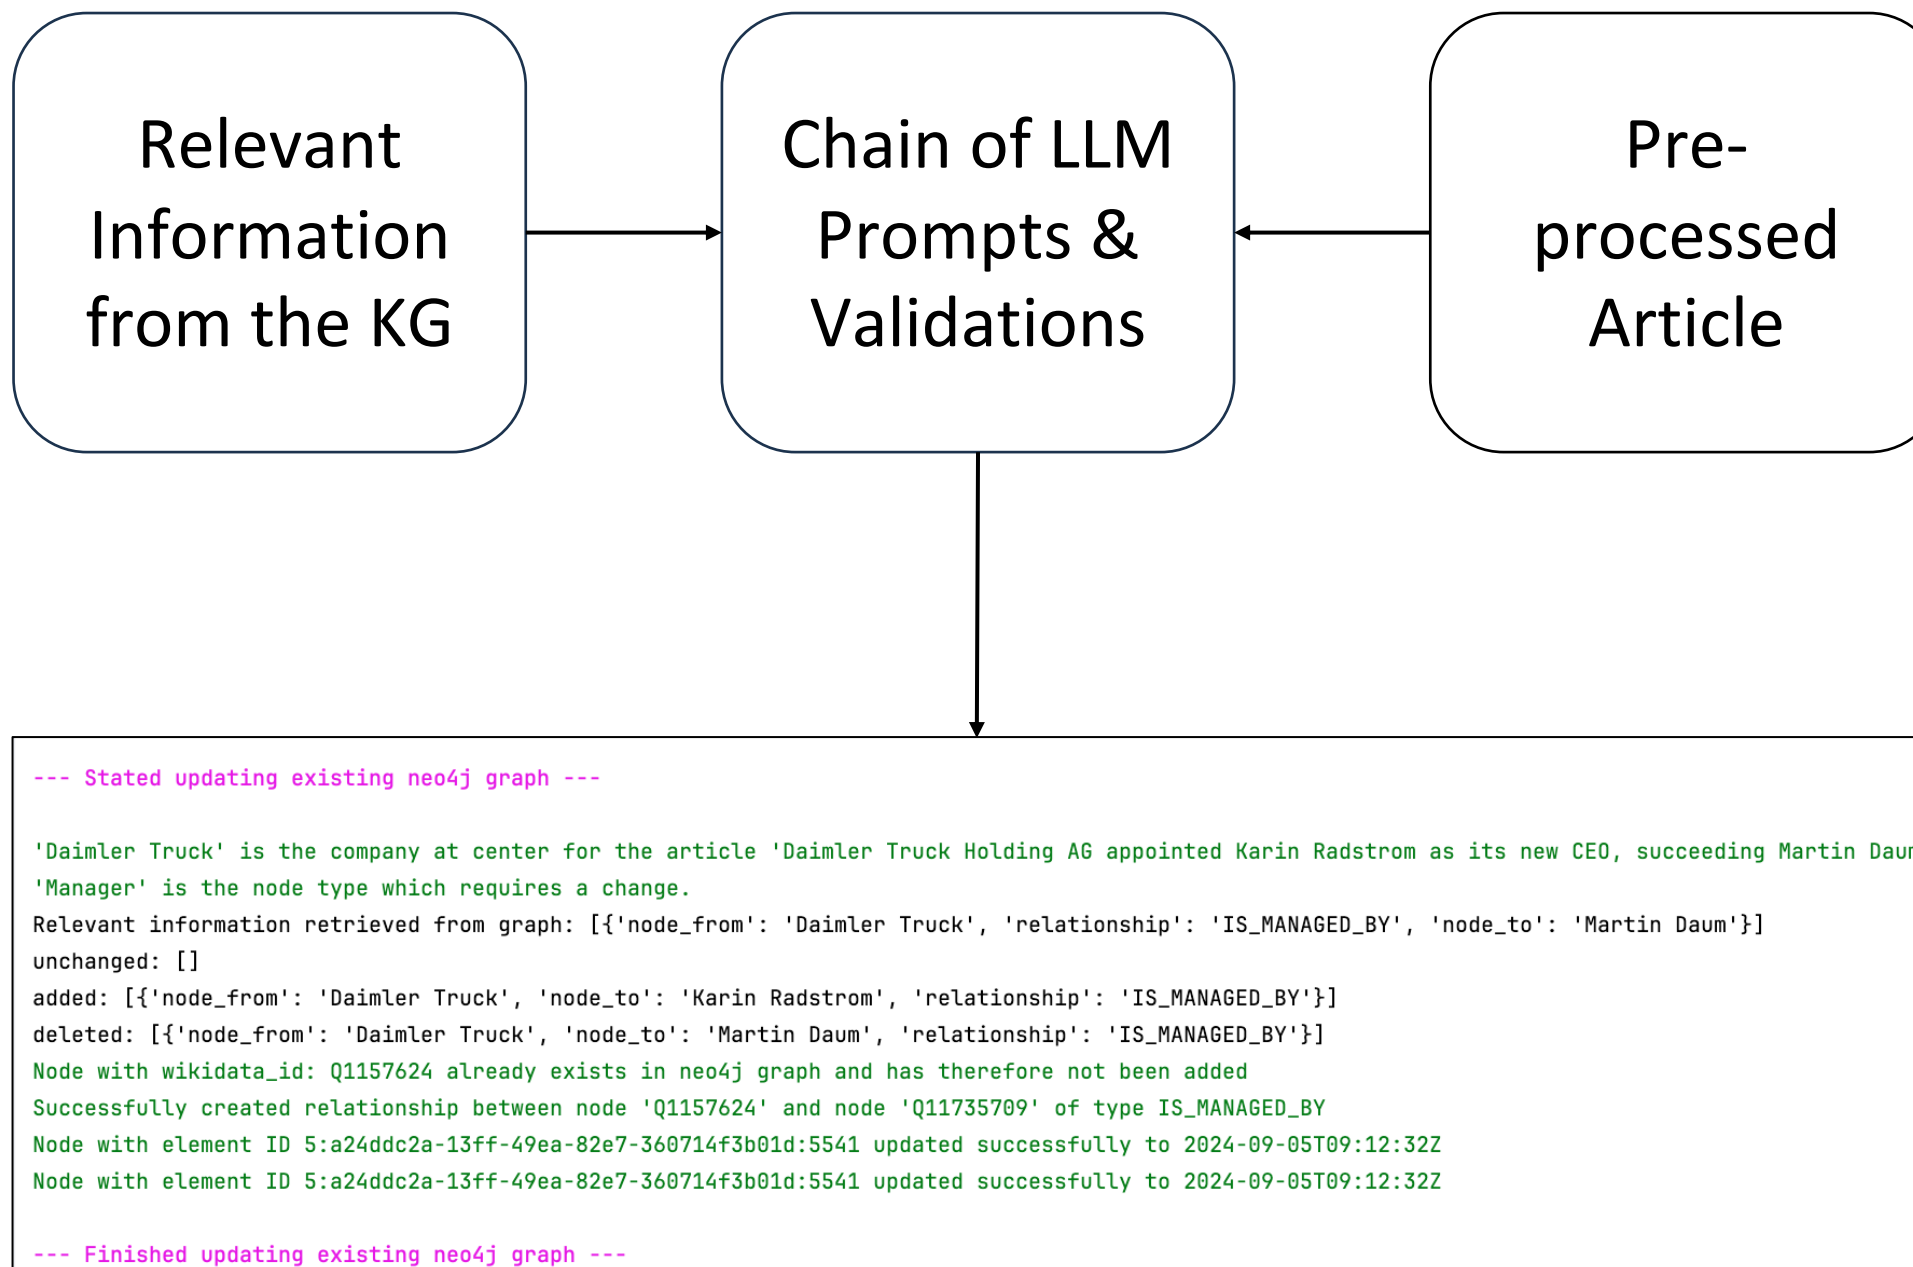 Relevant
Information
from the KG
Chain of LLM
Prompts &
Validations
Pre-
processed
Article
--- Stated updating existing neo4j graph ---
'Daimler Truck' is the company at center for the article 'Daimler Truck Holding AG appointed Karin Radstrom as its new CEO, succeeding Martin
'Manager' is the node type which requires a change.
Relevant information retrieved from graph: [{'node_from': 'Daimler Truck', 'relationship': 'IS_MANAGED_BY', 'node_to': 'Martin Daum'}]
unchanged: []
added: [{'node_from': 'Daimler Truck', 'node_to': 'Karin Radstrom', 'relationship': 'IS_MANAGED_BY'}]
deleted: [{'node_from': 'Daimler Truck', 'node_to': 'Martin Daum', 'relationship': 'IS_MANAGED_BY'}]
Node with wikidata_id: Q1157624 already exists in neo4j graph and has therefore not been added
Successfully created relationship between node 'Q1157624' and node 'Q11735709' of type IS_MANAGED_BY
Node with element ID 5:a24ddc2a-13ff-49ea-82e7-360714f3b01d:5541 updated successfully to 2024-09-05T09:12:32Z
Node with element ID 5:a24ddc2a-13ff-49ea-82e7-360714f3b01d:5541 updated successfully to 2024-09-05T09:12:32Z
--- Finished updating existing neo4j graph ---